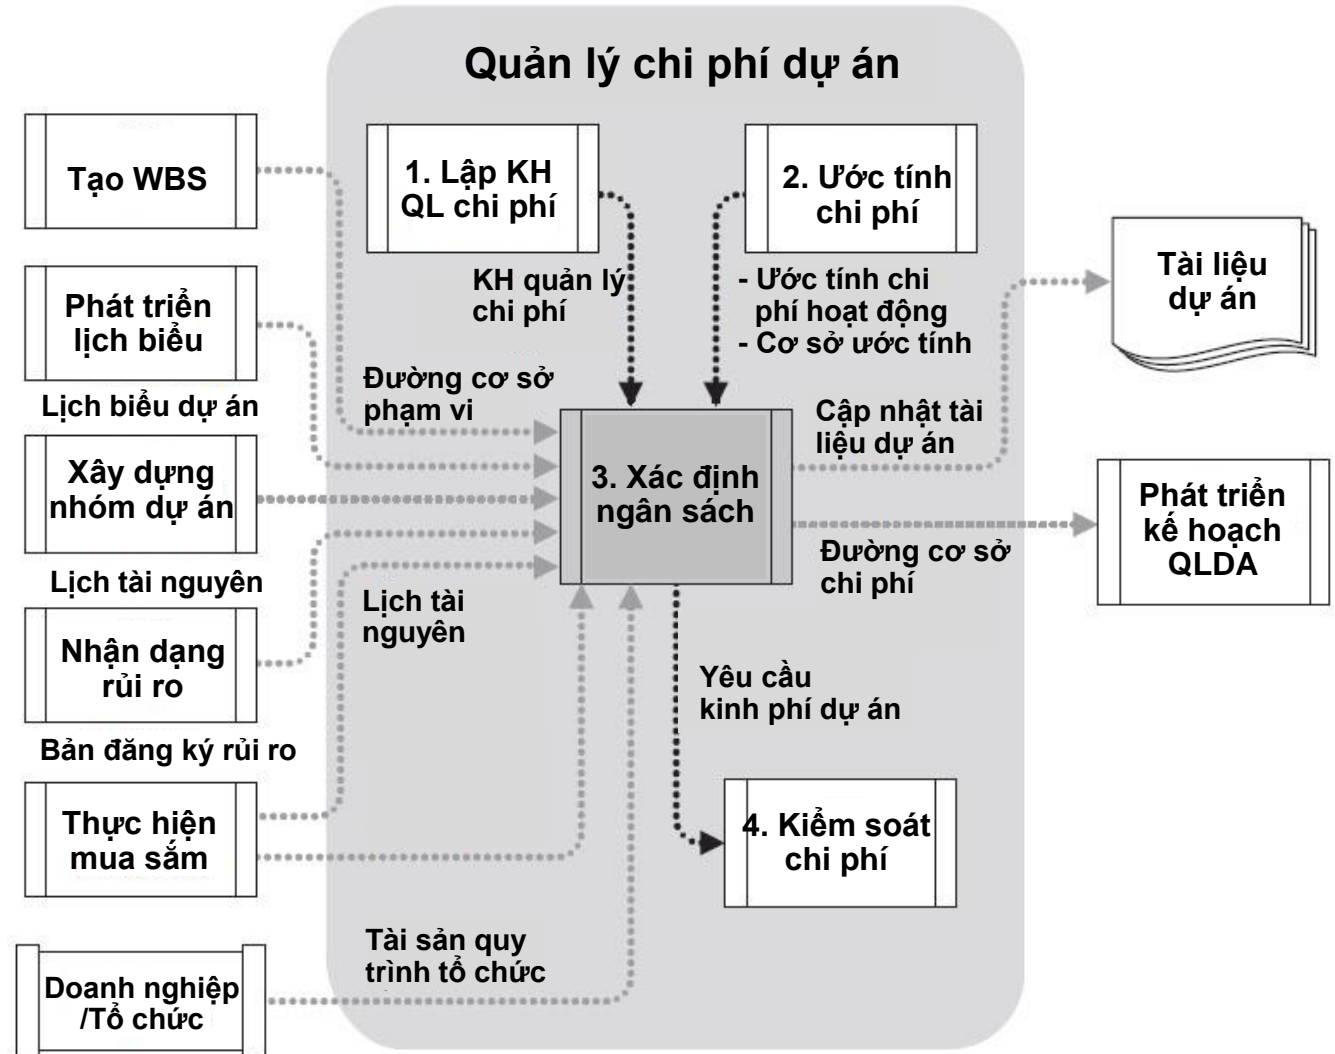 Quản lý chi phí dự án
Tạo WBS
1. Lập KH
QL chi phí
2. Ước tính
chi phí
KH quản lý
chi phí
- Ước tính chi
phí hoạt động
- Cơ sở ước tính
Tài liệu
dự án
Phát triển
lịch biểu
Lịch biểu dự án
Đường cơ sở
phạm vi
Cập nhật tài
liệu dự án
Xây dựng
nhóm dự án
3. Xác định
ngân sách
Phát triển
kế hoạch
QLDA
Đường cơ sở
chi phí
Lịch tài nguyên
Lịch tài
nguyên
Nhận dạng
rủi ro
Bản đăng ký rủi ro
Yêu cầu
kinh phí dự án
Thực hiện
mua sắm
4. Kiểm soát
chi phí
Tài sản quy
trình tổ chức
Doanh nghiệp
/Tổ chức